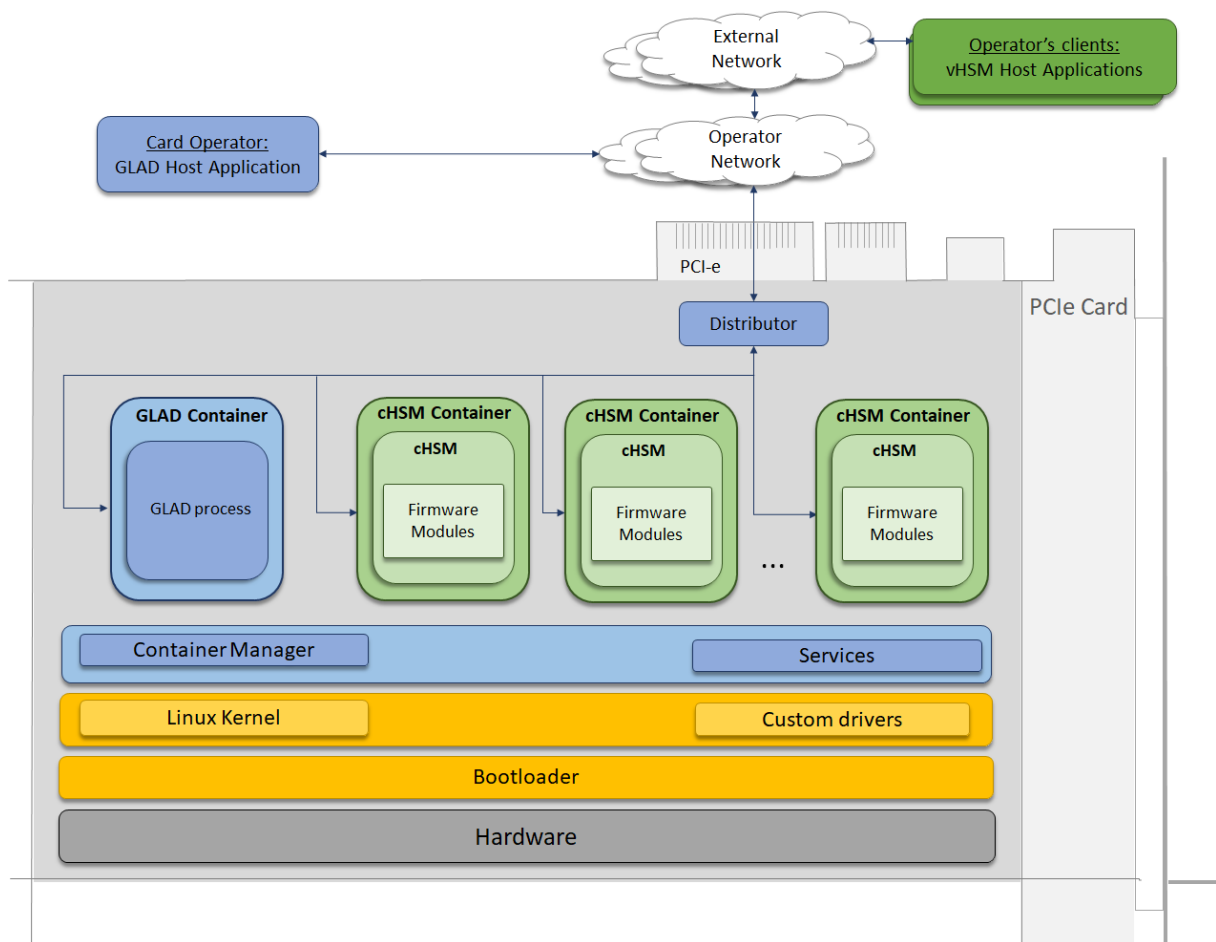 External
Network
Operator's clients:
vHSM Host Applications
Card Operator:
GLAD Host Application
Operator
Network
PCI-e
PCIe Card
Distributor
GLAD Container
GLAD process
cHSM Container
cHSM
Firmware
Modules
cHSM Container
cHSM
Firmware
Modules
...
cHSM Container
cHSM
Firmware
Modules
Container Manager
Services
Linux Kernel
Custom drivers
Bootloader
Hardware